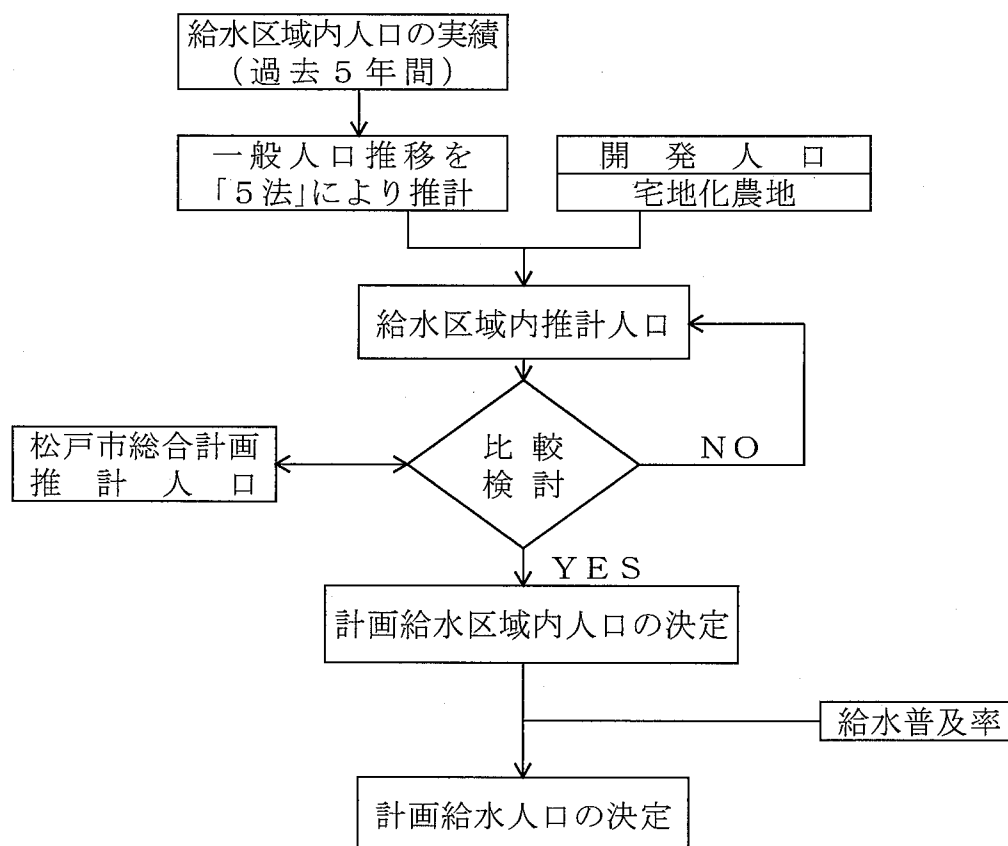 給水区域内人口の実績
（過去５年間）
一般人口推移を
「５法」により推計
開発人口
宅地化農地
給水区域内推計人口
松戸市総合計画
推計人口
比較
検討
NO
YES
計画給水区域内人口の決定
給水普及率
計画給水人口の決定